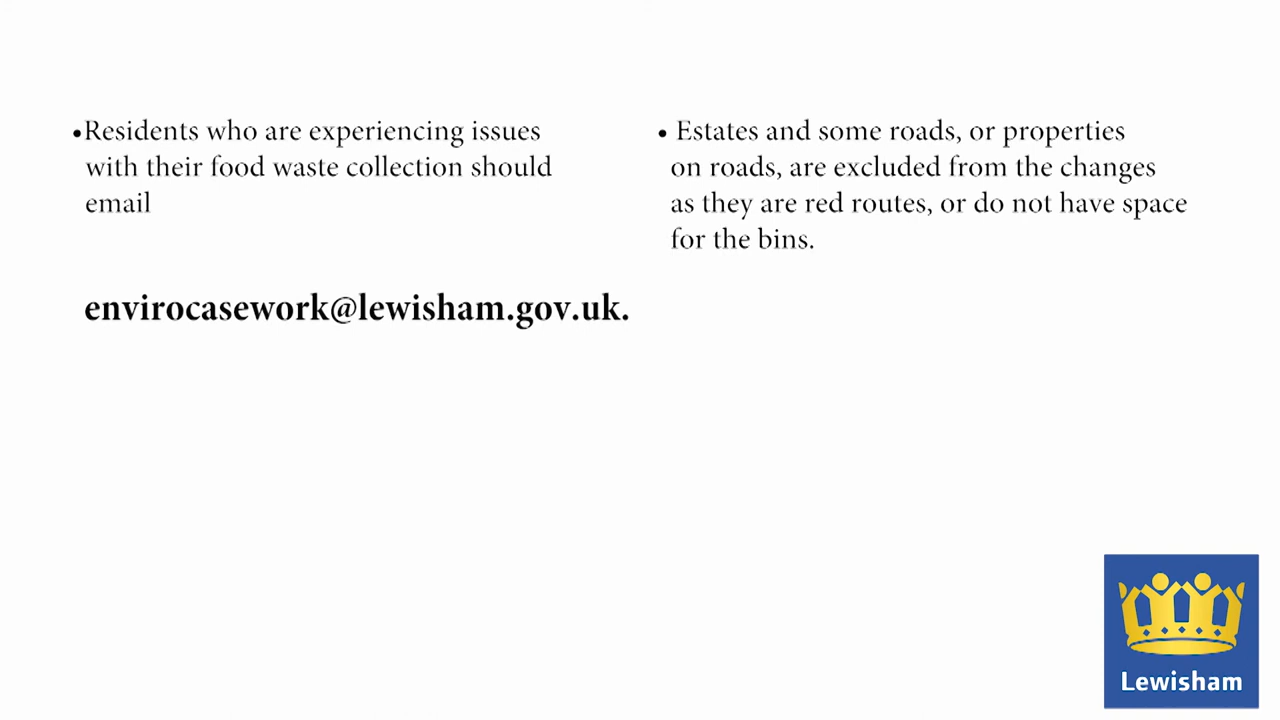 •Residents who are experiencing issues
with their food waste collection should
email
envirocasework@lewisham.gov.uk.
• Estates and some roads, or properties
on roads, are excluded from the changes
as they are red routes, or do not have space
for the bins.
Lewisham